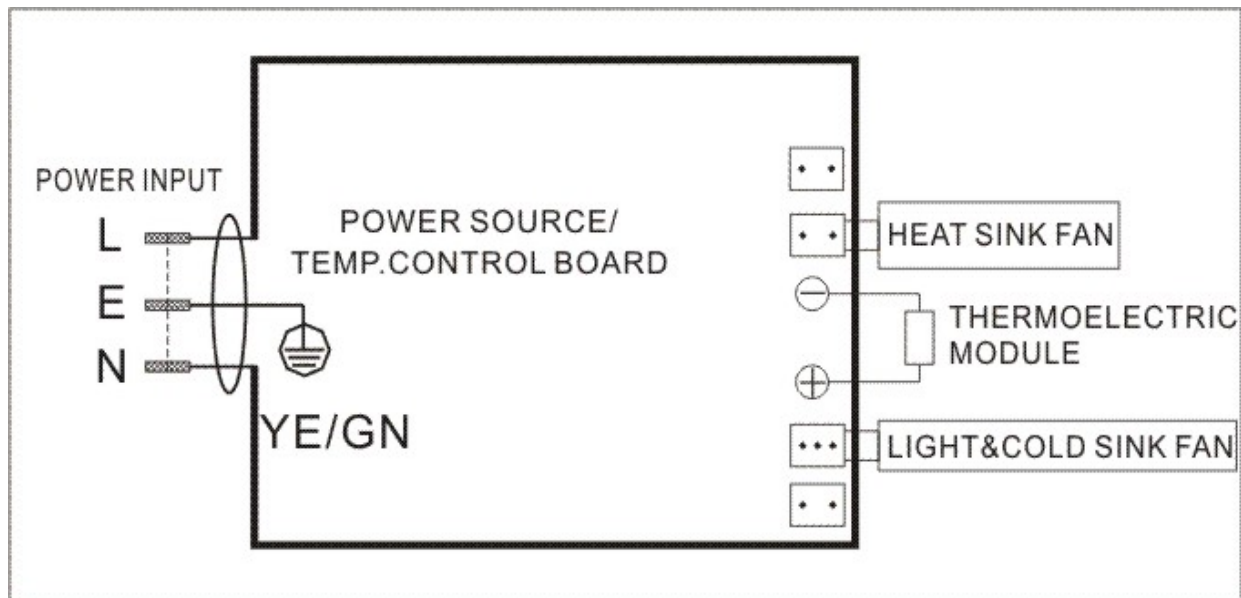 POWER INPUT
L
E
N
YE/GN
POWER SOURCE/
TEMP.CONTROL BOARD
HEAT SINK FAN
THERMOELECTRIC
MODULE
LIGHT&COLD SINK FAN